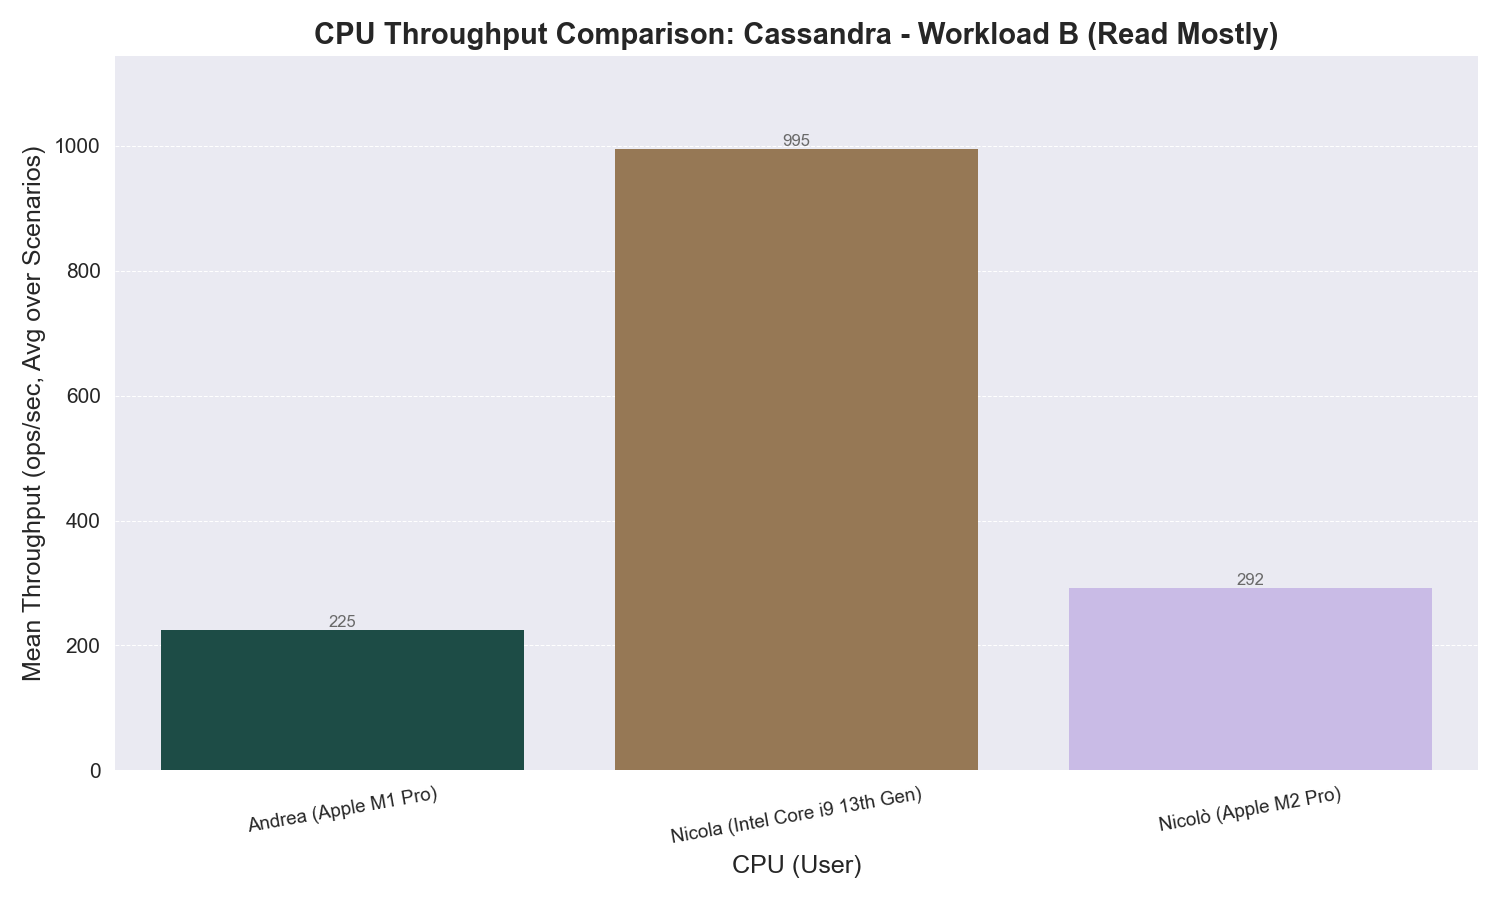 CPU Throughput Comparison: Cassandra - Workload B (Read Mostly)
Mean Throughput (ops/sec, Avg over Scenarios)
1000
800
600
400
200
0
225
995
292
Andrea (Apple M1 Pro)
Nicola (Intel Core i9 13th Gen)
Nicolò (Apple M2 Pro)
CPU (User)